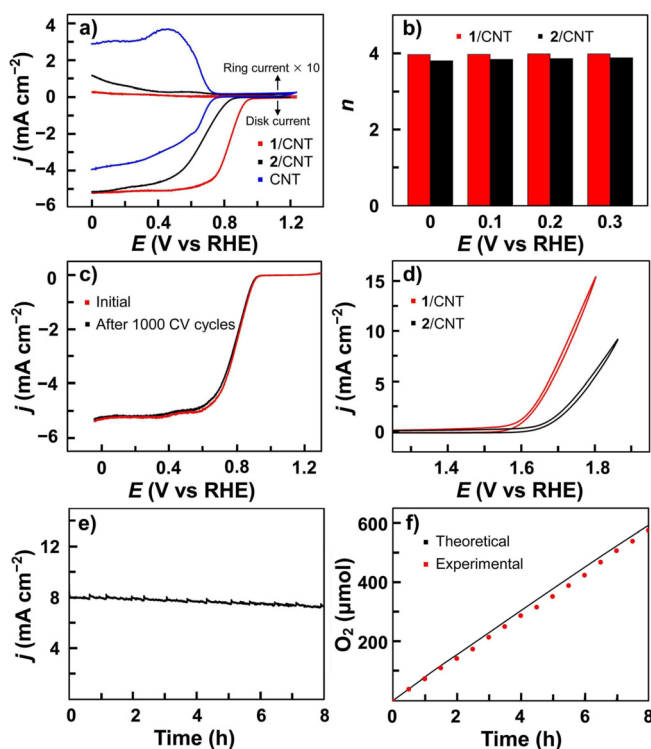 a)
j (mA cm⁻²)
4
2
0
−2
−4
−6
Ring current × 10
Disk current
1/CNT
2/CNT
CNT
0
0.4
0.8
1.2
E (V vs RHE)
b)
1/CNT
2/CNT
n
4
2
0
0
0.1
0.2
0.3
E (V vs RHE)
c)
Initial
After 1000 CV cycles
j (mA cm⁻²)
0
−2
−4
−6
0
0.4
0.8
1.2
E (V vs RHE)
d)
1/CNT
2/CNT
j (mA cm⁻²)
15
10
5
0
1.4
1.6
1.8
E (V vs RHE)
e)
j (mA cm⁻²)
12
8
4
0
2
4
6
8
Time (h)
f)
Theoretical
Experimental
O₂ (μmol)
600
400
200
0
2
4
6
8
Time (h)